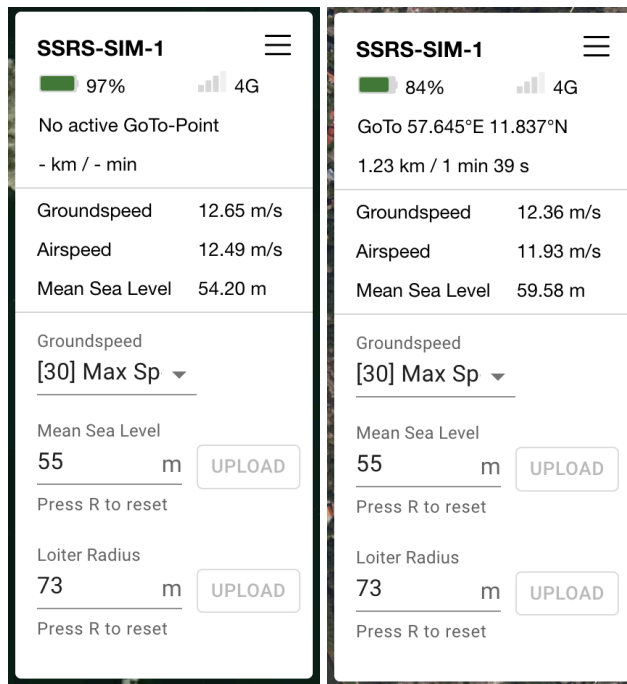 SSRS-SIM-1
97% 4G
No active GoTo-Point
- km / - min
Groundspeed 12.65 m/s
Airspeed 12.49 m/s
Mean Sea Level 54.20 m
Groundspeed
[30] Max Sp
Mean Sea Level
55 m UPLOAD
Press R to reset
Loiter Radius
73 m UPLOAD
Press R to reset
SSRS-SIM-1
84% 4G
GoTo 57.645°E 11.837°N
1.23 km / 1 min 39 s
Groundspeed 12.36 m/s
Airspeed 11.93 m/s
Mean Sea Level 59.58 m
Groundspeed
[30] Max Sp
Mean Sea Level
55 m UPLOAD
Press R to reset
Loiter Radius
73 m UPLOAD
Press R to reset